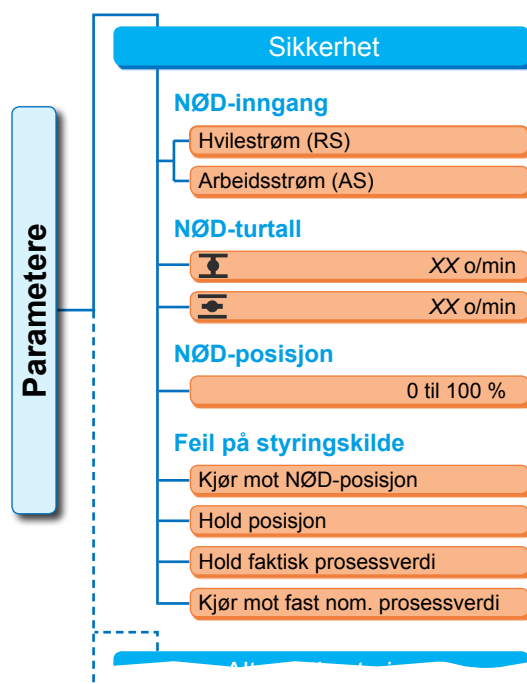 Sikkerhet
NØD-inngang
Hvilestrøm (RS)
Arbeidsstrøm (AS)
NØD-turtall
XX o/min
XX o/min
NØD-posisjon
0 til 100 %
Feil på styringskilde
Kjør mot NØD-posisjon
Hold posisjon
Hold faktisk prosessverdi
Kjør mot fast nom. prosessverdi
Parametere